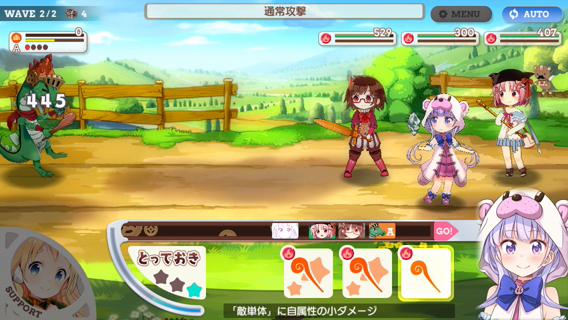 WAVE 2/2 4
通常攻撃
MENU
AUTO
0
529
300
407
A
445
GO!
A
とっておき
SUPPORT
「敵単体」に自属性の小ダメージ